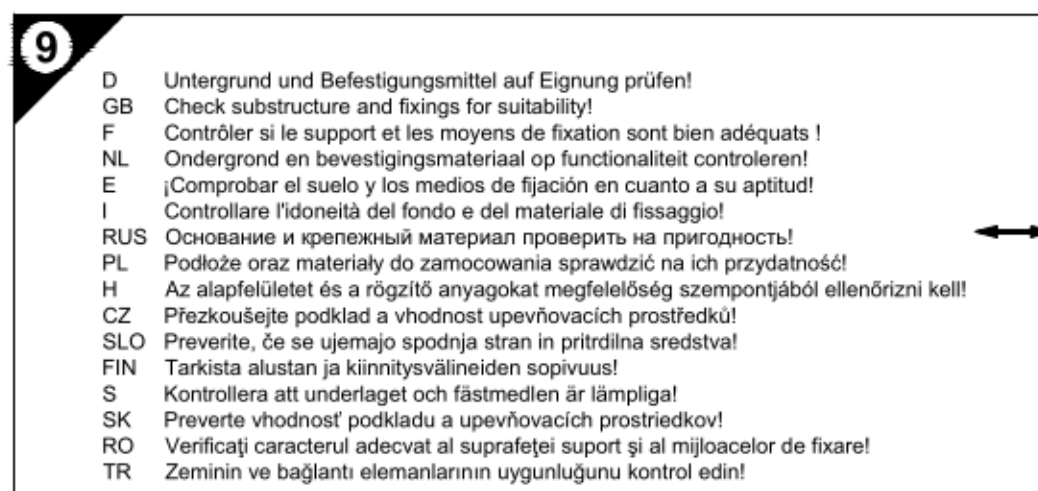 9
D Untergrund und Befestigungsmittel auf Eignung prüfen!
GB Check substructure and fixings for suitability!
F Contrôler si le support et les moyens de fixation sont bien adéquats !
NL Ondergrond en bevestigingsmateriaal op functionaliteit controleren!
E ¡Comprobar el suelo y los medios de fijación en cuanto a su aptitud!
I Controllare l'idoneità del fondo e del materiale di fissaggio!
RUS Основание и крепежный материал проверить на пригодность!
PL Podłoże oraz materiały do zamocowania sprawdzić na ich przydatność!
H Az alapfelületet és a rögzítő anyagokat megfelelőség szempontjából ellenőrizni kell!
CZ Přezkoušejte podklad a vhodnost upevňovacích prostředků!
SLO Preverite, če se ujemajo spodnja stran in pritrdilna sredstva!
FIN Tarkista alustan ja kiinnitysvälineiden sopivuus!
S Kontrollera att underlaget och fästmedlen är lämpliga!
SK Preverte vhodnosť podkladu a upevňovacích prostriedkov!
RO Verificaţi caracterul adecvat al suprafeţei suport şi al mijloacelor de fixare!
TR Zeminin ve bağlantı elemanlarının uygunluğunu kontrol edin!